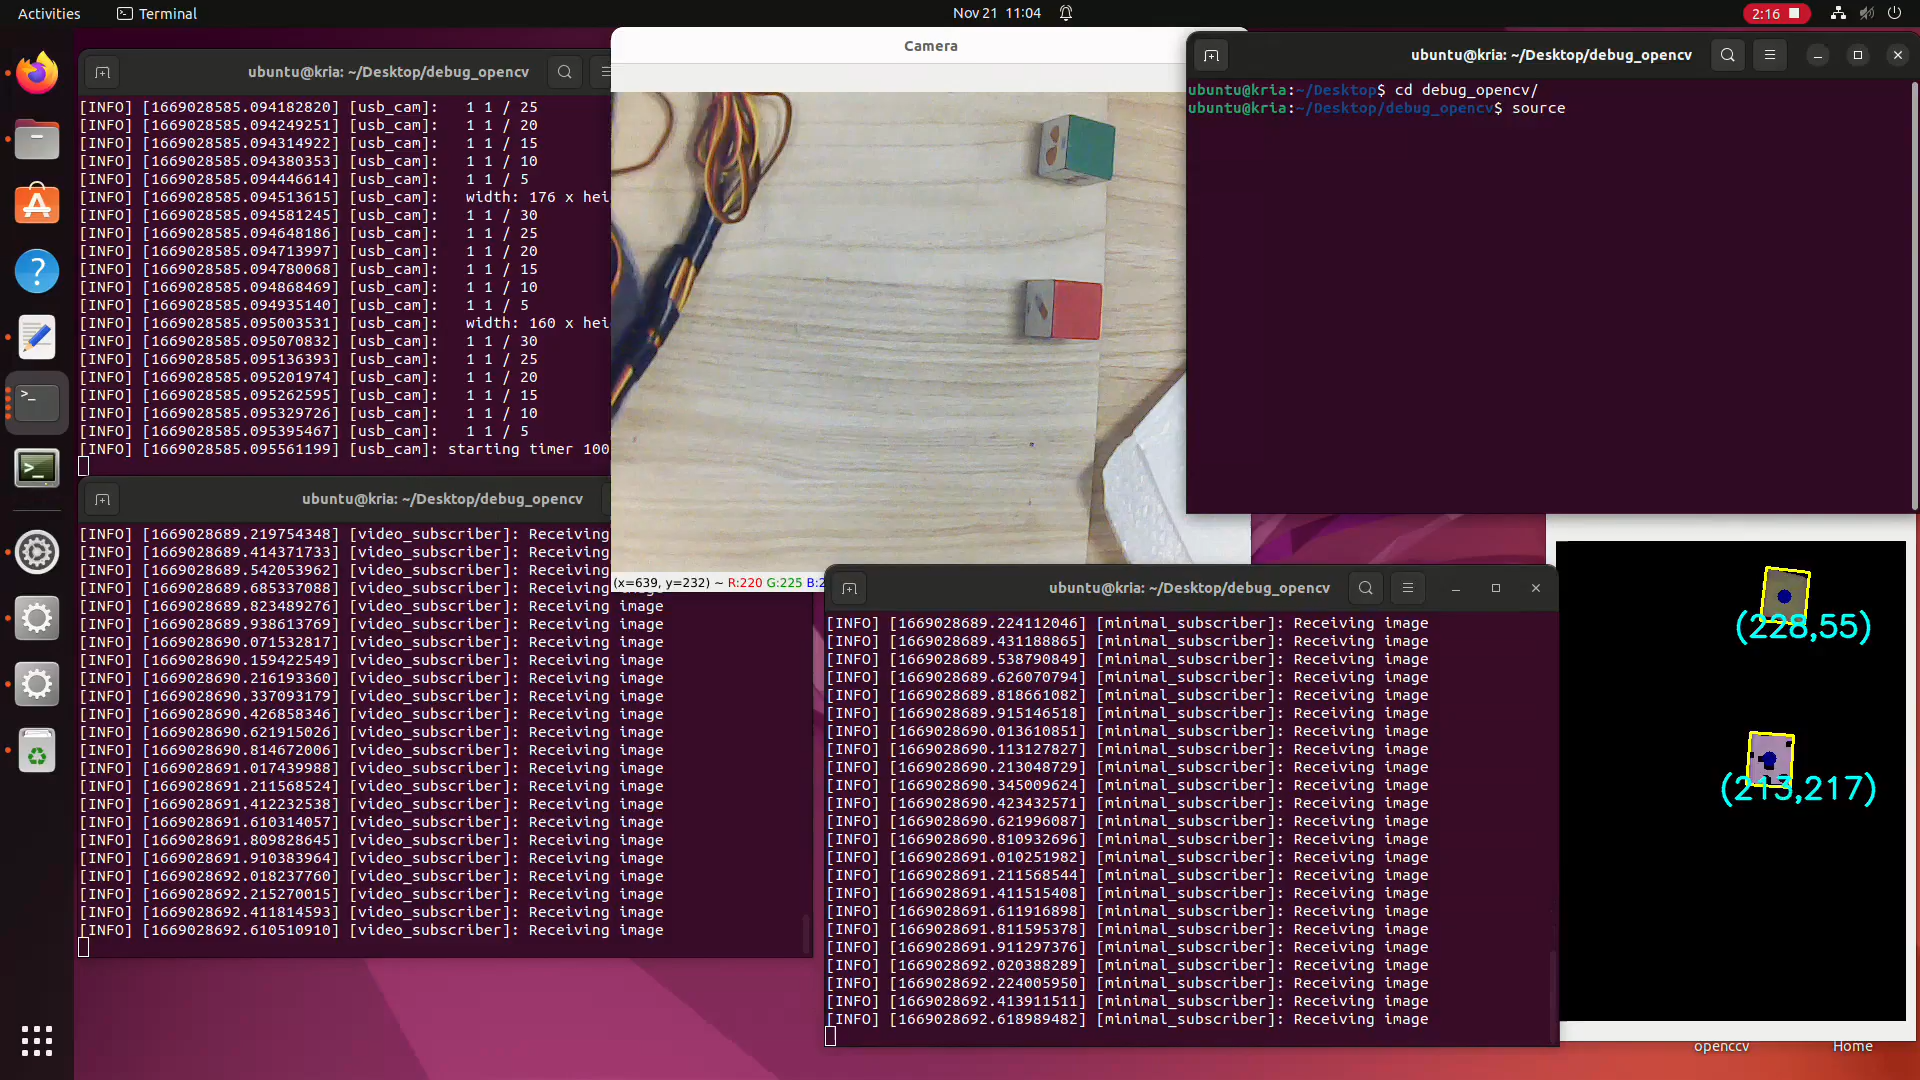 Activities
Terminal
Nov 21 11:04
2:16
ubuntu@kria: ~/Desktop/debug_opencv
[INFO] [1669028585.094182820] [usb_cam]: 1 1 / 25
[INFO] [1669028585.094249251] [usb_cam]: 1 1 / 20
[INFO] [1669028585.094314922] [usb_cam]: 1 1 / 15
[INFO] [1669028585.094380353] [usb_cam]: 1 1 / 10
[INFO] [1669028585.094446614] [usb_cam]: 1 1 / 5
[INFO] [1669028585.094513615] [usb_cam]: width: 176 x hei
[INFO] [1669028585.094581245] [usb_cam]: 1 1 / 30
[INFO] [1669028585.094648186] [usb_cam]: 1 1 / 25
[INFO] [1669028585.094713997] [usb_cam]: 1 1 / 20
[INFO] [1669028585.094780068] [usb_cam]: 1 1 / 15
[INFO] [1669028585.094868469] [usb_cam]: 1 1 / 10
[INFO] [1669028585.094935140] [usb_cam]: 1 1 / 5
[INFO] [1669028585.095003531] [usb_cam]: width: 160 x hei
[INFO] [1669028585.095070832] [usb_cam]: 1 1 / 30
[INFO] [1669028585.095136393] [usb_cam]: 1 1 / 25
[INFO] [1669028585.095201974] [usb_cam]: 1 1 / 20
[INFO] [1669028585.095262595] [usb_cam]: 1 1 / 15
[INFO] [1669028585.095329726] [usb_cam]: 1 1 / 10
[INFO] [1669028585.095395467] [usb_cam]: 1 1 / 5
[INFO] [1669028585.095561199] [usb_cam]: starting timer 100
Camera
(x=639, y=232) ~ R:220 G:225 B:2
ubuntu@kria: ~/Desktop/debug_opencv
ubuntu@kria:~/Desktop$ cd debug_opencv/
ubuntu@kria:~/Desktop/debug_opencv$ source
ubuntu@kria: ~/Desktop/debug_opencv
[INFO] [1669028689.219754348] [video_subscriber]: Receiving
[INFO] [1669028689.414371733] [video_subscriber]: Receiving
[INFO] [1669028689.542053962] [video_subscriber]: Receiving
[INFO] [1669028689.685337088] [video_subscriber]: Receiving image
[INFO] [1669028689.823489276] [video_subscriber]: Receiving image
[INFO] [1669028689.938613769] [video_subscriber]: Receiving image
[INFO] [1669028690.071532817] [video_subscriber]: Receiving image
[INFO] [1669028690.159422549] [video_subscriber]: Receiving image
[INFO] [1669028690.216193360] [video_subscriber]: Receiving image
[INFO] [1669028690.337093179] [video_subscriber]: Receiving image
[INFO] [1669028690.426858346] [video_subscriber]: Receiving image
[INFO] [1669028690.621915026] [video_subscriber]: Receiving image
[INFO] [1669028690.814672006] [video_subscriber]: Receiving image
[INFO] [1669028691.017439988] [video_subscriber]: Receiving image
[INFO] [1669028691.211568524] [video_subscriber]: Receiving image
[INFO] [1669028691.412232538] [video_subscriber]: Receiving image
[INFO] [1669028691.610314057] [video_subscriber]: Receiving image
[INFO] [1669028691.809828645] [video_subscriber]: Receiving image
[INFO] [1669028691.910383964] [video_subscriber]: Receiving image
[INFO] [1669028692.018237760] [video_subscriber]: Receiving image
[INFO] [1669028692.215270015] [video_subscriber]: Receiving image
[INFO] [1669028692.411814593] [video_subscriber]: Receiving image
[INFO] [1669028692.610510910] [video_subscriber]: Receiving image
ubuntu@kria: ~/Desktop/debug_opencv
[INFO] [1669028689.224112046] [minimal_subscriber]: Receiving image
[INFO] [1669028689.431188865] [minimal_subscriber]: Receiving image
[INFO] [1669028689.538790849] [minimal_subscriber]: Receiving image
[INFO] [1669028689.626070794] [minimal_subscriber]: Receiving image
[INFO] [1669028689.818661082] [minimal_subscriber]: Receiving image
[INFO] [1669028689.915146518] [minimal_subscriber]: Receiving image
[INFO] [1669028690.013610851] [minimal_subscriber]: Receiving image
[INFO] [1669028690.113127827] [minimal_subscriber]: Receiving image
[INFO] [1669028690.213048729] [minimal_subscriber]: Receiving image
[INFO] [1669028690.345009624] [minimal_subscriber]: Receiving image
[INFO] [1669028690.423432571] [minimal_subscriber]: Receiving image
[INFO] [1669028690.621996087] [minimal_subscriber]: Receiving image
[INFO] [1669028690.810932696] [minimal_subscriber]: Receiving image
[INFO] [1669028691.010251982] [minimal_subscriber]: Receiving image
[INFO] [1669028691.211568544] [minimal_subscriber]: Receiving image
[INFO] [1669028691.411515408] [minimal_subscriber]: Receiving image
[INFO] [1669028691.611916898] [minimal_subscriber]: Receiving image
[INFO] [1669028691.811595378] [minimal_subscriber]: Receiving image
[INFO] [1669028691.911297376] [minimal_subscriber]: Receiving image
[INFO] [1669028692.020388289] [minimal_subscriber]: Receiving image
[INFO] [1669028692.224005950] [minimal_subscriber]: Receiving image
[INFO] [1669028692.413911511] [minimal_subscriber]: Receiving image
[INFO] [1669028692.618989482] [minimal_subscriber]: Receiving image
(228,55)
(213,217)
openccv
Home